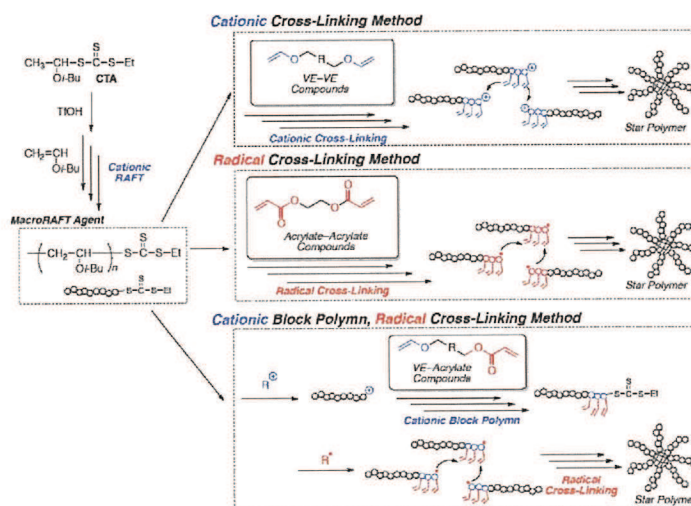 Cationic Cross-Linking Method
CH₃-CH-S-C-S-Et
S
Oi-Bu
CTA
TfOH
CH₂=CH
Oi-Bu
Cationic
RAFT
MacroRAFT Agent
CH₂-CH
Oi-Bu
n
S-C-S-Et
S
S-C-S-Et
S
O
R
O
VE–VE
Compounds
Cationic Cross-Linking
Star Polymer
Radical Cross-Linking Method
O
O
O
O
Acrylate–Acrylate
Compounds
Radical Cross-Linking
Star Polymer
Cationic Block Polymn, Radical Cross-Linking Method
O
R
O
O
VE–Acrylate
Compounds
R⊕
Cationic Block Polymn
S-C-S-Et
S
R•
Radical
Cross-Linking
Star Polymer